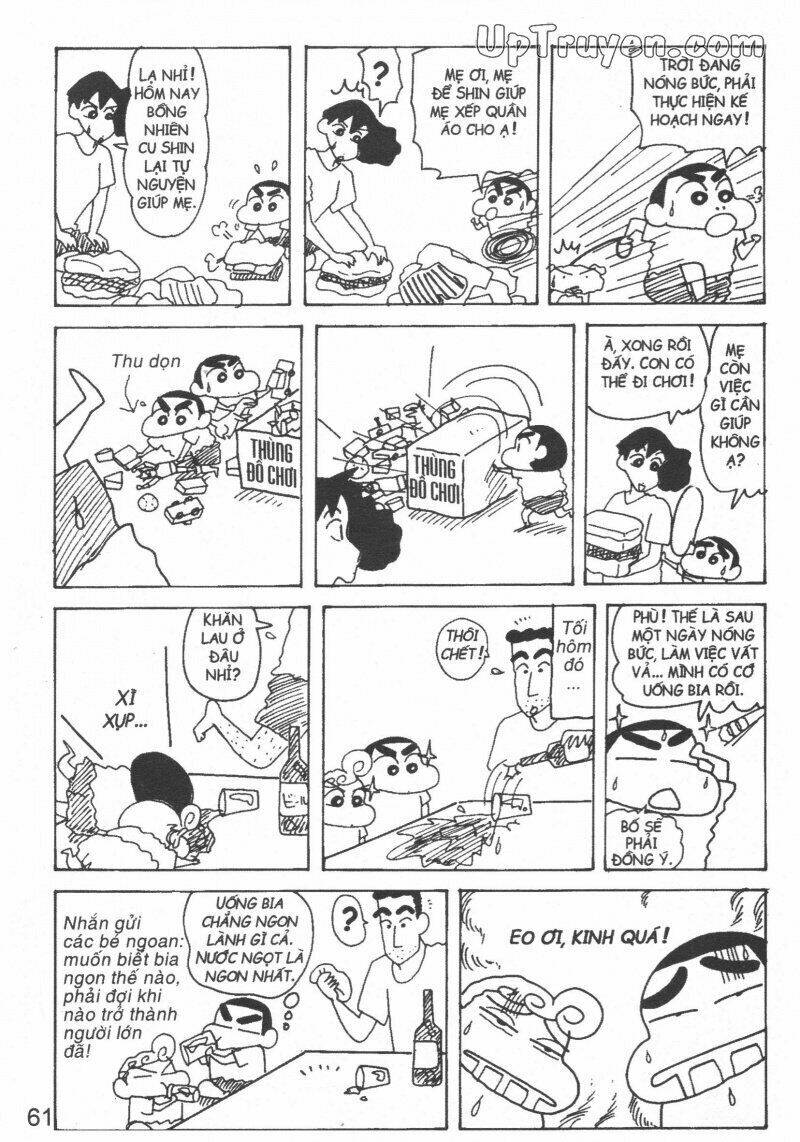 UpTruyen.com
TRỜI ĐANG
NÓNG BỨC, PHẢI
THỰC HIỆN KẾ
HOẠCH NGAY!
MẸ ƠI, MẸ
ĐỂ SHIN GIÚP
MẸ XẾP QUẦN
ÁO CHO Ạ!
?
LẠ NHỈ!
HÔM NAY
BỖNG
NHIÊN
CU SHIN
LẠI TỰ
NGUYỆN
GIÚP MẸ.
MẸ
CÒN
VIỆC
GÌ CẦN
GIÚP
KHÔNG
Ạ?
À, XONG RỒI
ĐẤY. CON CÓ
THỂ ĐI CHƠI!
THÙNG
ĐỒ CHƠI
Thu dọn
THÙNG
ĐỒ CHƠI
PHÙ! THẾ LÀ SAU
MỘT NGÀY NÓNG
BỨC, LÀM VIỆC VẤT
VẢ... MÌNH CÓ CỚ
UỐNG BIA RỒI.
BỐ SẼ
PHẢI
ĐỒNG Ý.
Tối
hôm
đó
...
THÔI
CHẾT!
KHĂN
LAU Ở
ĐÂU
NHỈ?
XÌ
XỤP...
EO ƠI, KINH QUÁ!
?
UỐNG BIA
CHẲNG NGON
LÀNH GÌ CẢ.
NƯỚC NGỌT LÀ
NGON NHẤT.
Nhắn gửi
các bé ngoan:
muốn biết bia
ngon thế nào,
phải đợi khi
nào trở thành
người lớn
đã!
61